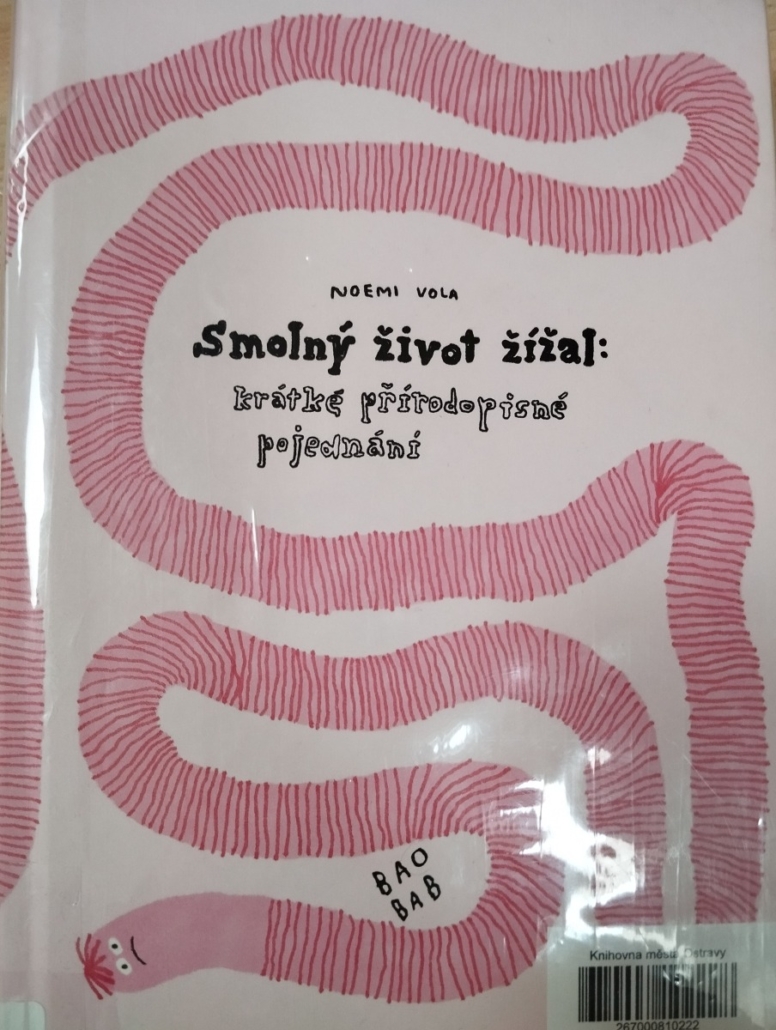 NOEMI VOLA
Smolný život žížal:
krátké přírodopisné
pojednání
BAO
BAB
Knihovna města Ostravy
267000810222